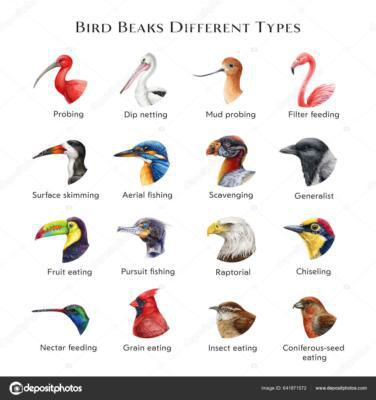 Bird Beaks Different Types
Probing
Dip netting
Mud probing
Filter feeding
Surface skimming
Aerial fishing
Scavenging
Generalist
Fruit eating
Pursuit fishing
Raptorial
Chiseling
Nectar feeding
Grain eating
Insect eating
Coniferous-seed
eating
depositphotos
Image ID: 641871572
www.depositphotos.com